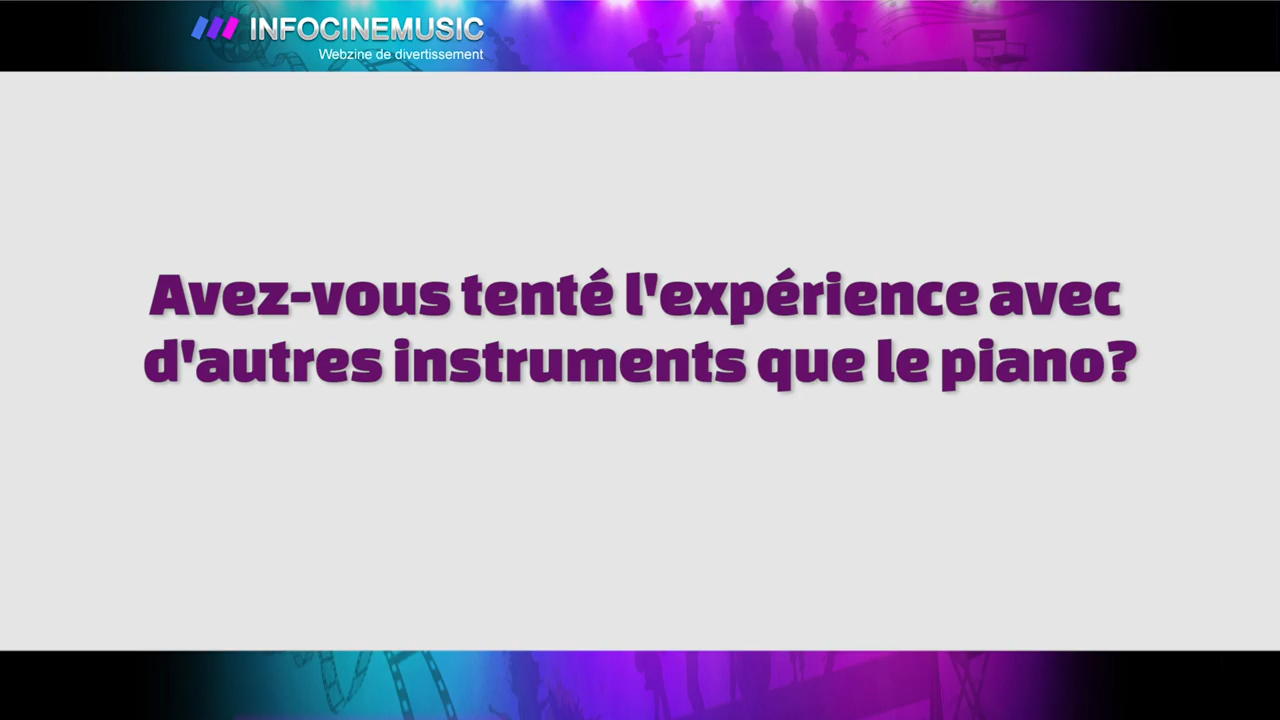 INFOCINEMUSIC
Webzine de divertissement
Avez-vous tenté l'expérience avec
d'autres instruments que le piano?